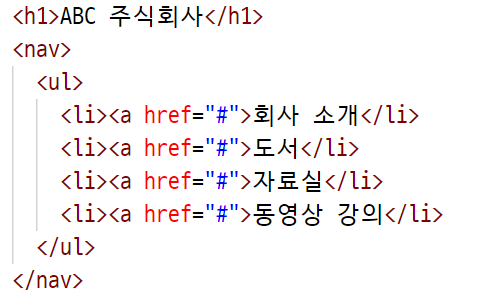 <h1>ABC 주식회사</h1>
<nav>
<ul>
<li><a href="#">회사 소개</li>
<li><a href="#">도서</li>
<li><a href="#">자료실</li>
<li><a href="#">동영상 강의</li>
</ul>
</nav>